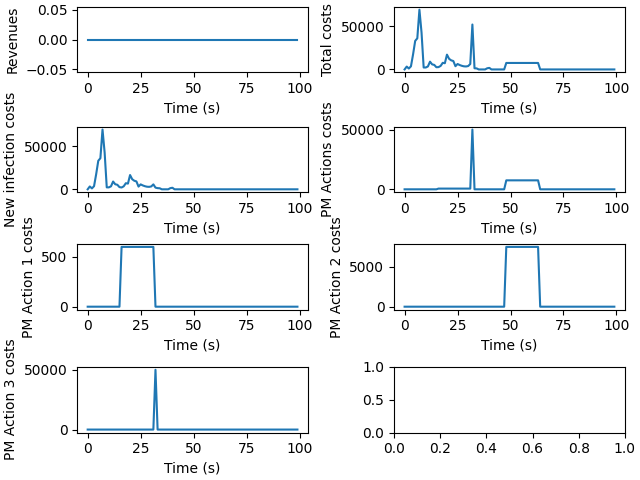 Revenues
0.05
0.00
−0.05
0 25 50 75 100
Time (s)
Total costs
50000
0
0 25 50 75 100
Time (s)
New infection costs
50000
0
0 25 50 75 100
Time (s)
PM Actions costs
50000
0
0 25 50 75 100
Time (s)
PM Action 1 costs
500
0
0 25 50 75 100
Time (s)
PM Action 2 costs
5000
0
0 25 50 75 100
Time (s)
PM Action 3 costs
50000
0
0 25 50 75 100
Time (s)
1.0
0.5
0.0
0.0 0.2 0.4 0.6 0.8 1.0